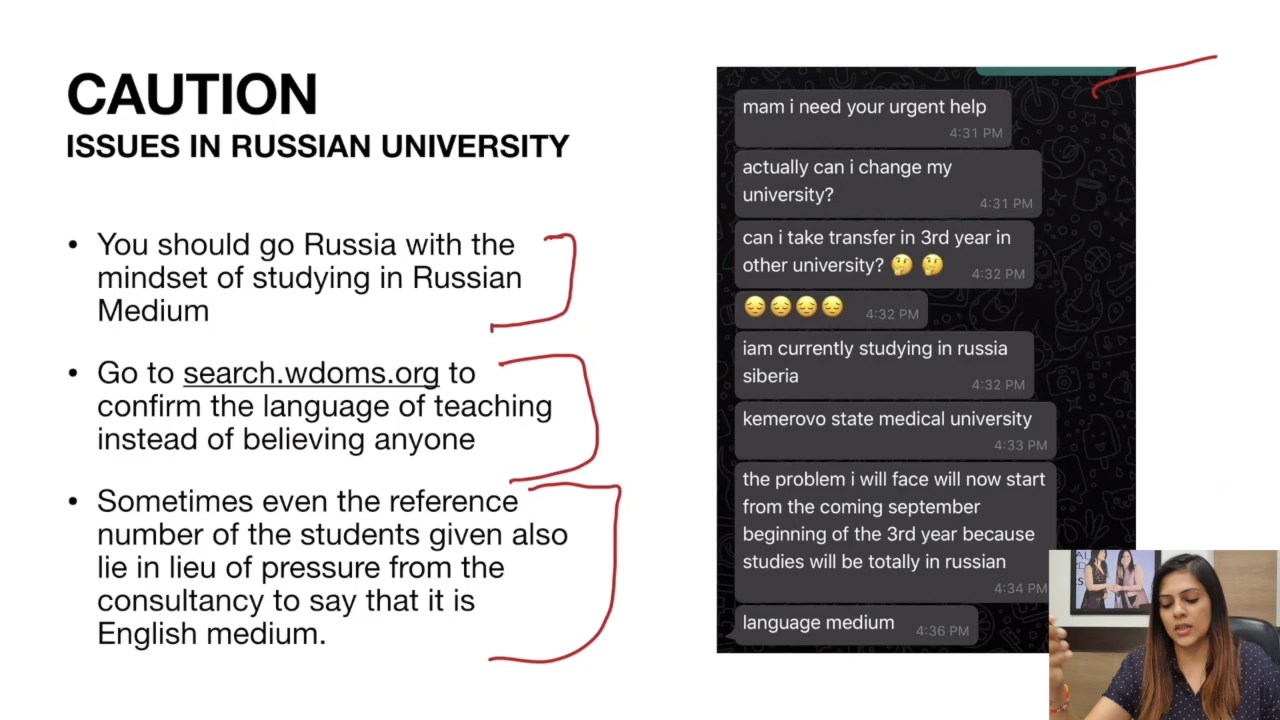 CAUTION
ISSUES IN RUSSIAN UNIVERSITY
• You should go Russia with the
mindset of studying in Russian
Medium
• Go to search.wdoms.org to
confirm the language of teaching
instead of believing anyone
• Sometimes even the reference
number of the students given also
lie in lieu of pressure from the
consultancy to say that it is
English medium.
mam i need your urgent help
4:31 PM
actually can i change my
university?
4:31 PM
can i take transfer in 3rd year in
other university? 🤔 🤔
4:32 PM
😔😔😔😔 4:32 PM
iam currently studying in russia
siberia
4:32 PM
kemerovo state medical university
4:33 PM
the problem i will face will now start
from the coming september
beginning of the 3rd year because
studies will be totally in russian
4:34 PM
language medium 4:36 PM